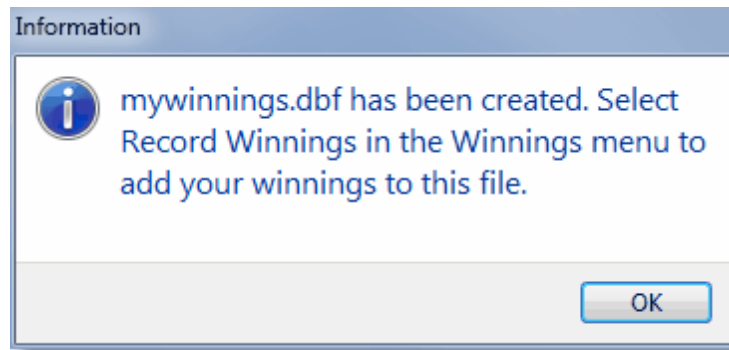 Information
mywinnings.dbf has been created. Select
Record Winnings in the Winnings menu to
add your winnings to this file.
OK